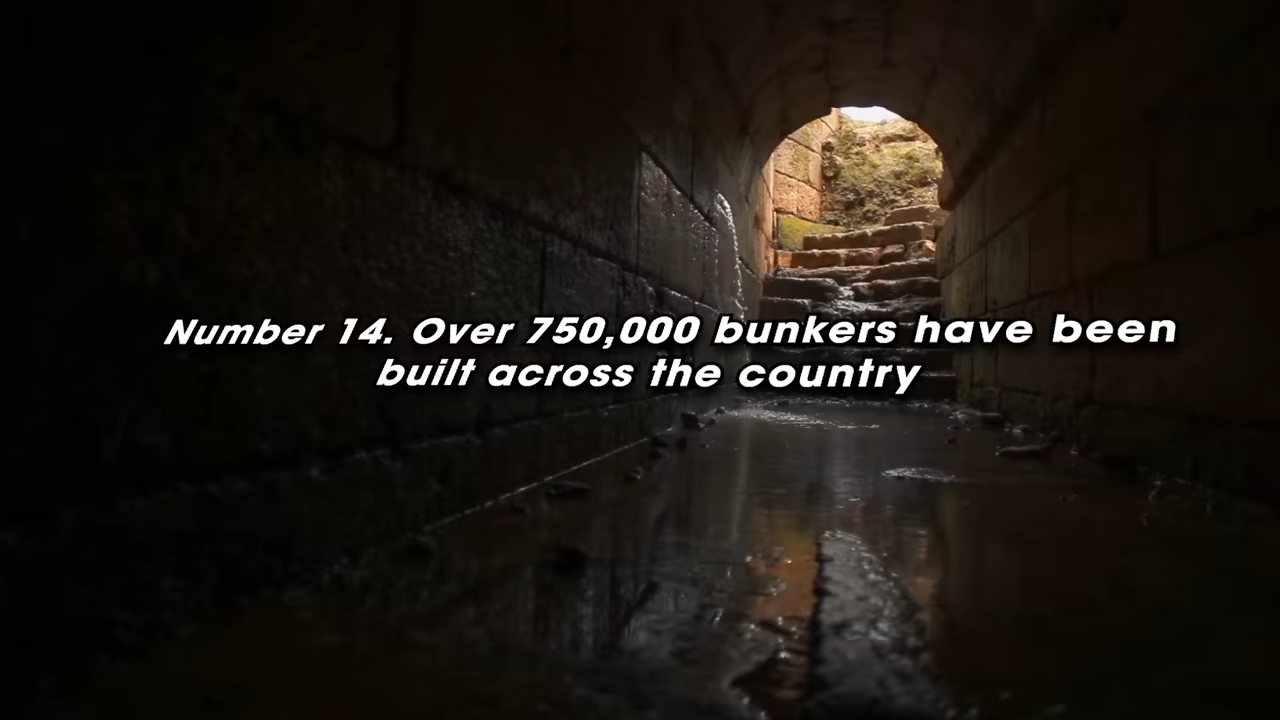 Number 14. Over 750,000 bunkers have been
built across the country